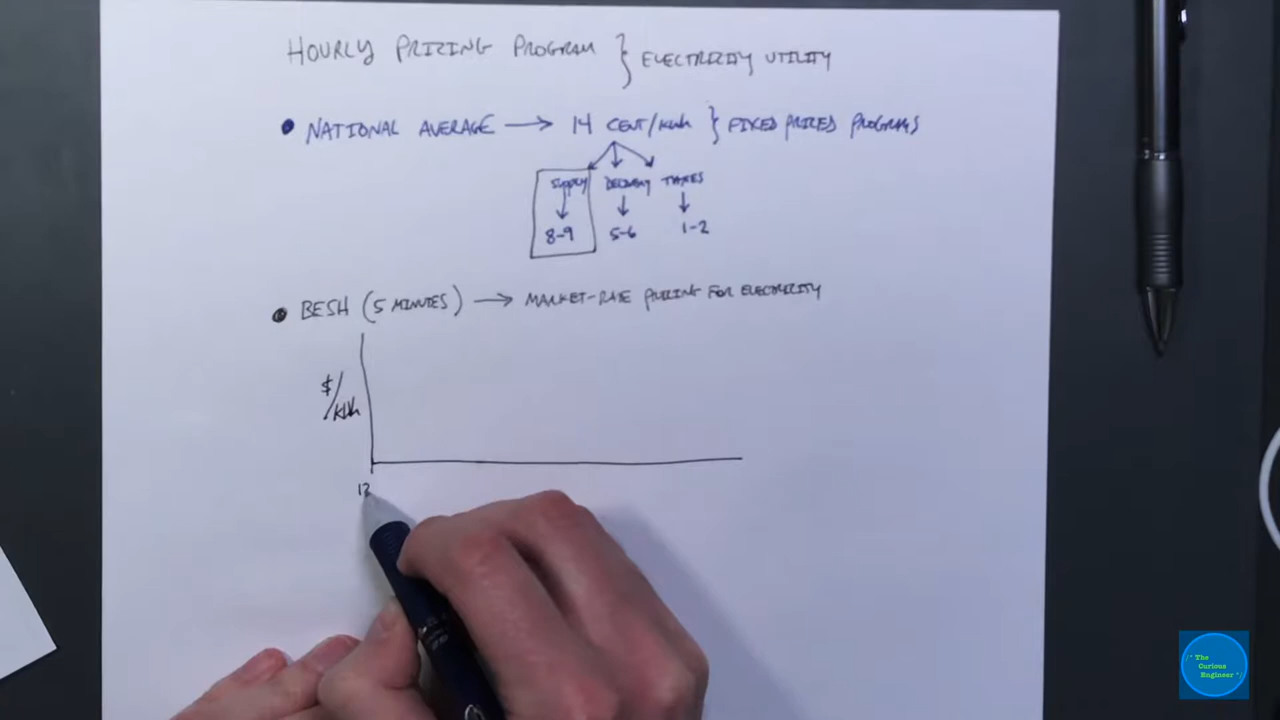 HOURLY PRICING PROGRAM } ELECTRICITY UTILITY
• NATIONAL AVERAGE → 14 CENT/KWh } FIXED PRICED PROGRAMS
SUPPLY DELIVERY TAXES
8-9 5-6 1-2
• BESH (5 MINUTES) → MARKET-RATE PRICING FOR ELECTRICITY
$/KWh
12
/* The
Curious
Engineer */